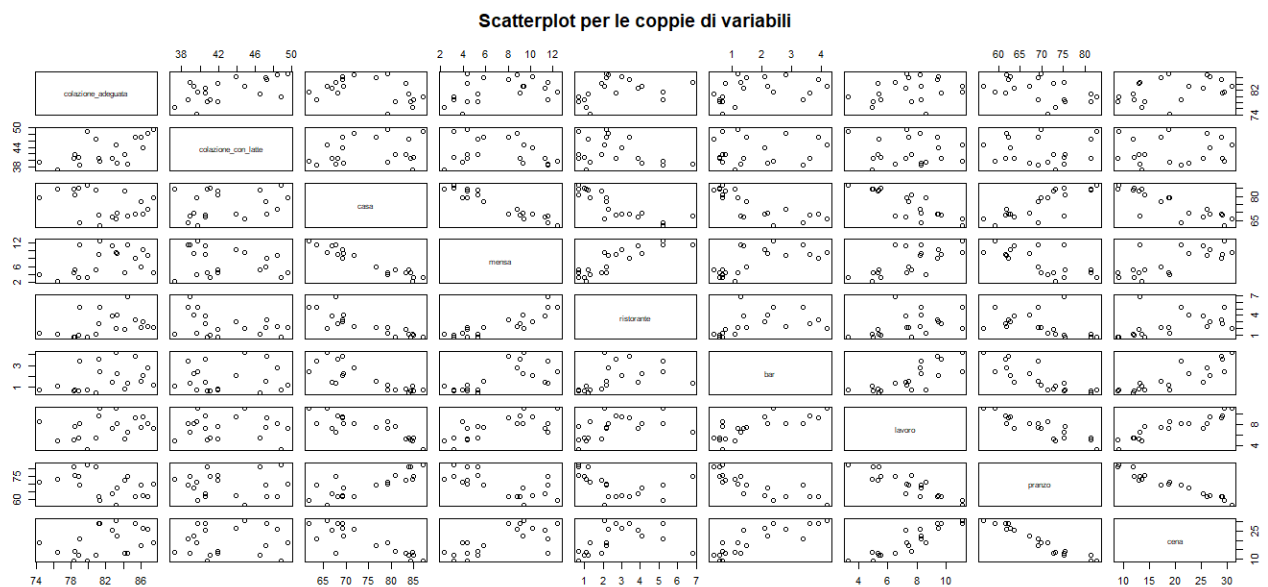 Scatterplot per le coppie di variabili
38 42 46 50
2 4 6 8 10 12
1 2 3 4
60 65 70 75 80
colazione_adeguata
74 82
38 44 50
colazione_con_latte
casa
65 80
2 6 12
mensa
ristorante
1 4 7
1 3
bar
lavoro
4 8
60 75
pranzo
cena
10 25
74 78 82 86
65 70 75 80 85
1 2 3 4 5 6 7
4 6 8 10
10 15 20 25 30